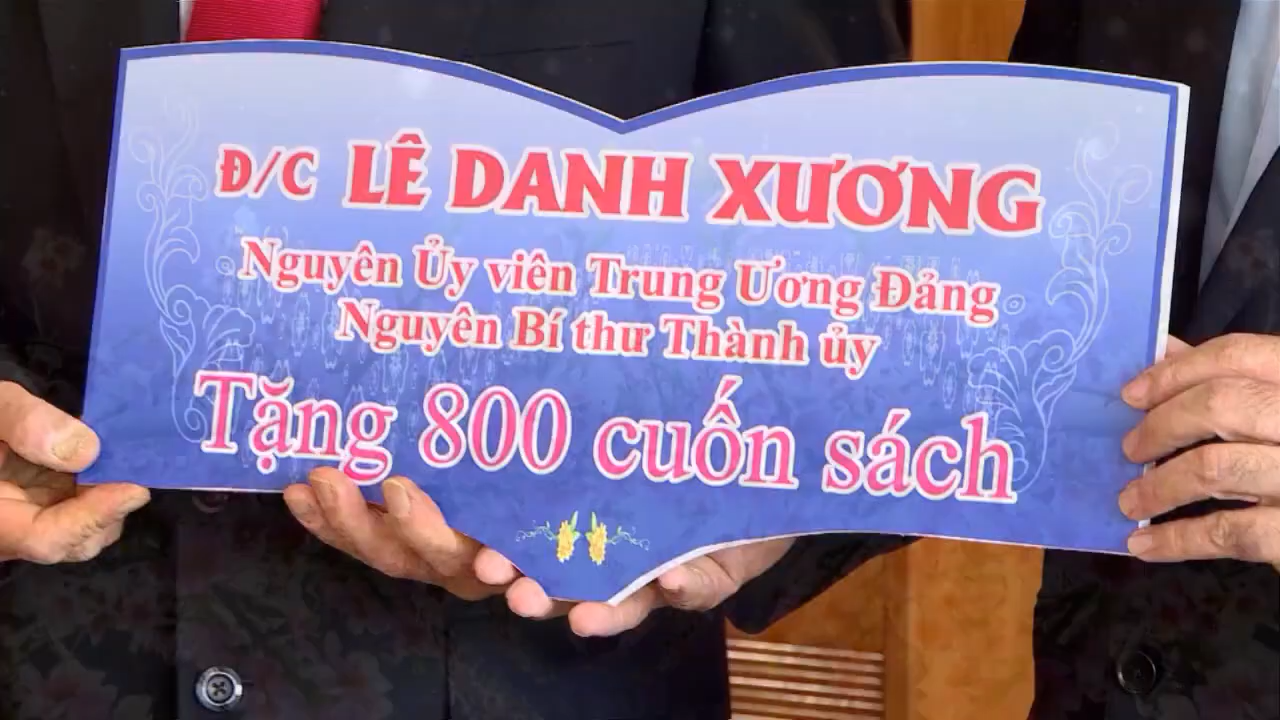 Đ/C LÊ DANH XƯƠNG
Nguyên Ủy viên Trung Ương Đảng
Nguyên Bí thư Thành ủy
Tặng 800 cuốn sách